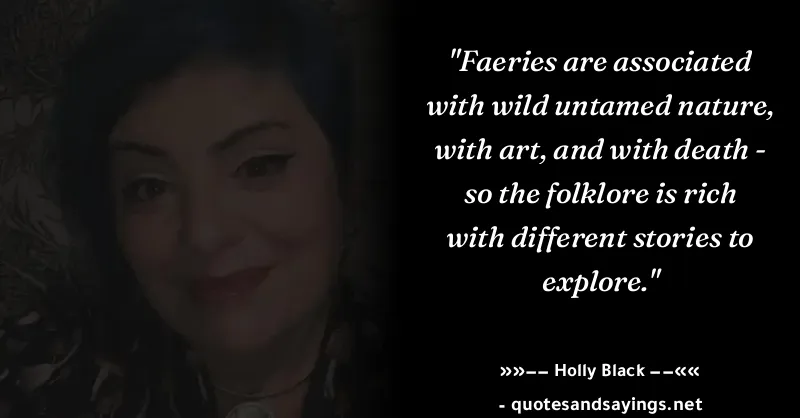 "Faeries are associated
with wild untamed nature,
with art, and with death -
so the folklore is rich
with different stories to
explore."
»»−− Holly Black −−««
- quotesandsayings.net